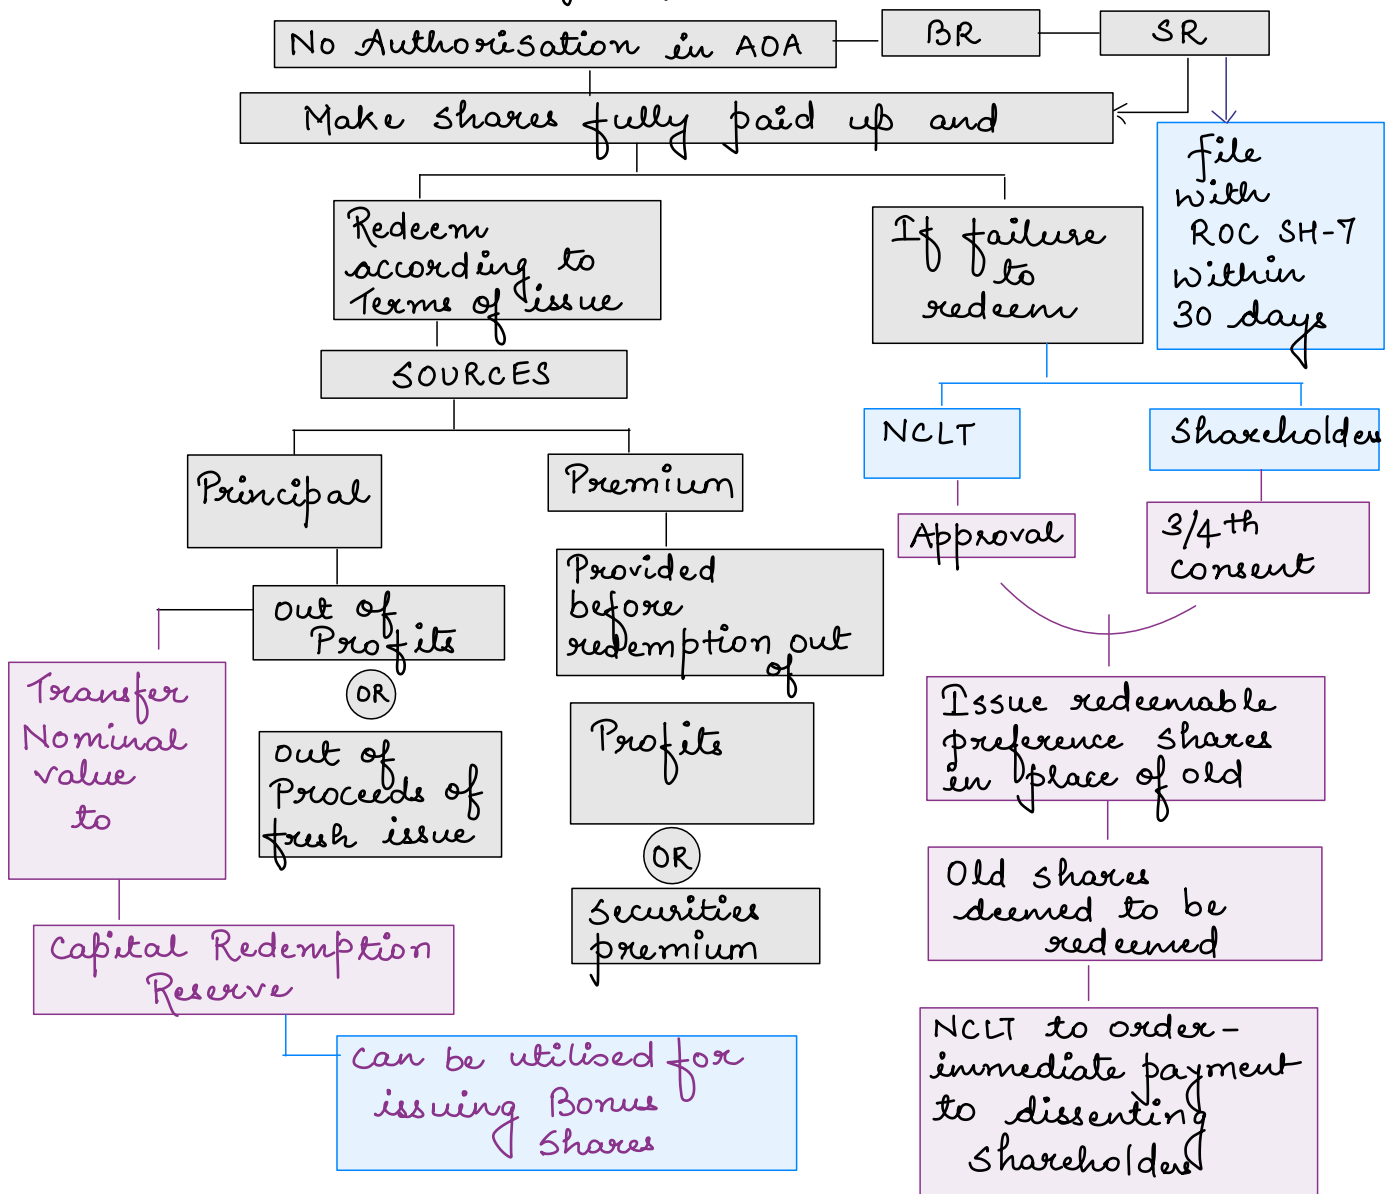 No Authorisation in AOA
BR
SR
Make shares fully paid up and
file
with
ROC SH-7
within
30 days
Redeem
according to
Terms of issue
If failure
to
redeem
SOURCES
NCLT
Shareholders
Principal
Premium
Approval
3/4th
consent
Provided
before
redemption out
of
out of
Profits
OR
out of
Proceeds of
fresh issue
Transfer
Nominal
value
to
Profits
OR
Securities
premium
Issue redeemable
preference shares
in place of old
Old shares
deemed to be
redeemed
Capital Redemption
Reserve
Can be utilised for
issuing Bonus
Shares
NCLT to order-
immediate payment
to dissenting
Shareholders